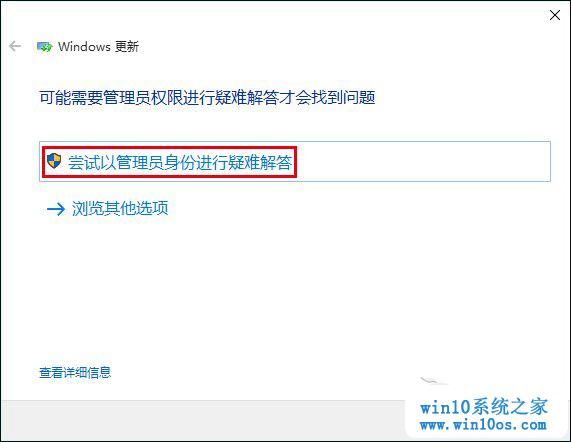 Windows 更新
可能需要管理员权限进行疑难解答才会找到问题
尝试以管理员身份进行疑难解答
浏览其他选项
查看详细信息
win10系统之家
www.win10os.com